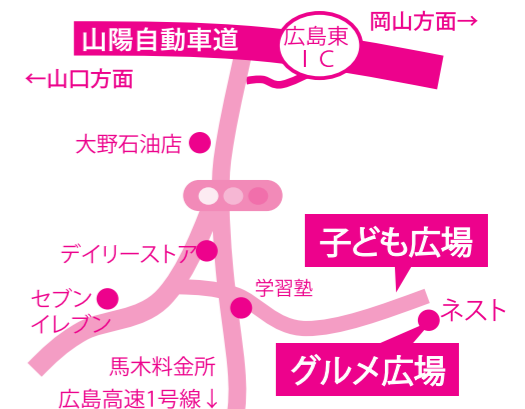 岡山方面→
山陽自動車道
広島東
IC
←山口方面
大野石油店
子ども広場
デイリーストア
学習塾
セブン
イレブン
ネスト
グルメ広場
馬木料金所
広島高速1号線↓